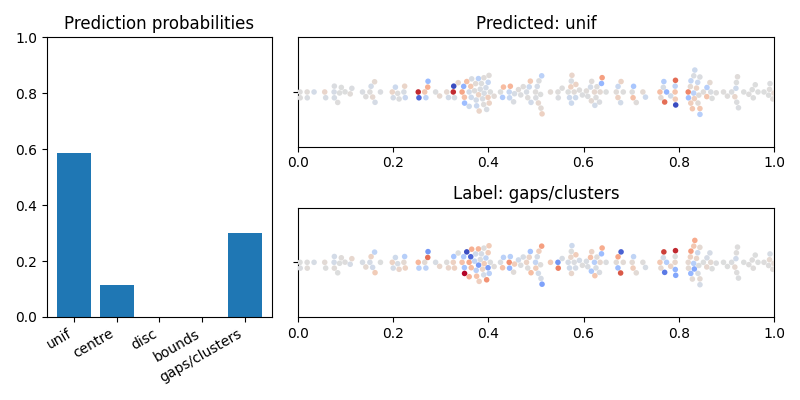 Prediction probabilities
1.0
0.8
0.6
0.4
0.2
0.0
unif
centre
disc
bounds
gaps/clusters
Predicted: unif
0.0 0.2 0.4 0.6 0.8 1.0
Label: gaps/clusters
0.0 0.2 0.4 0.6 0.8 1.0